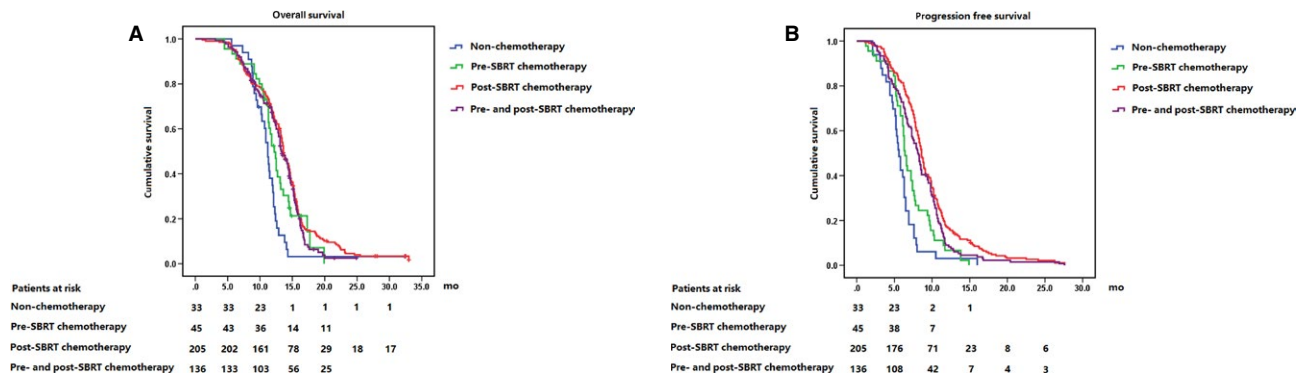 Overall survival
A
Cumulative survival
1.0
0.8
0.6
0.4
0.2
0.0
.0 5.0 10.0 15.0 20.0 25.0 30.0 35.0 mo
Non-chemotherapy
Pre-SBRT chemotherapy
Post-SBRT chemotherapy
Pre- and post-SBRT chemotherapy
Patients at risk
Non-chemotherapy 33 33 23 1 1 1 1
Pre-SBRT chemotherapy 45 43 36 14 11
Post-SBRT chemotherapy 205 202 161 78 29 18 17
Pre- and post-SBRT chemotherapy 136 133 103 56 25
Progression free survival
B
Cumulative survival
1.0
0.8
0.6
0.4
0.2
0.0
.0 5.0 10.0 15.0 20.0 25.0 30.0 mo
Non-chemotherapy
Pre-SBRT chemotherapy
Post-SBRT chemotherapy
Pre- and post-SBRT chemotherapy
Patients at risk
Non-chemotherapy 33 23 2 1
Pre-SBRT chemotherapy 45 38 7
Post-SBRT chemotherapy 205 176 71 23 8 6
Pre- and post-SBRT chemotherapy 136 108 42 7 4 3